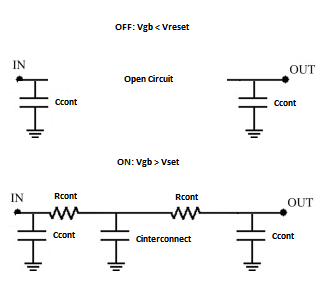 OFF: Vgb < Vreset
IN
OUT
Open Circuit
Ccont
Ccont
ON: Vgb > Vset
IN
Rcont
Rcont
OUT
Ccont
Cinterconnect
Ccont